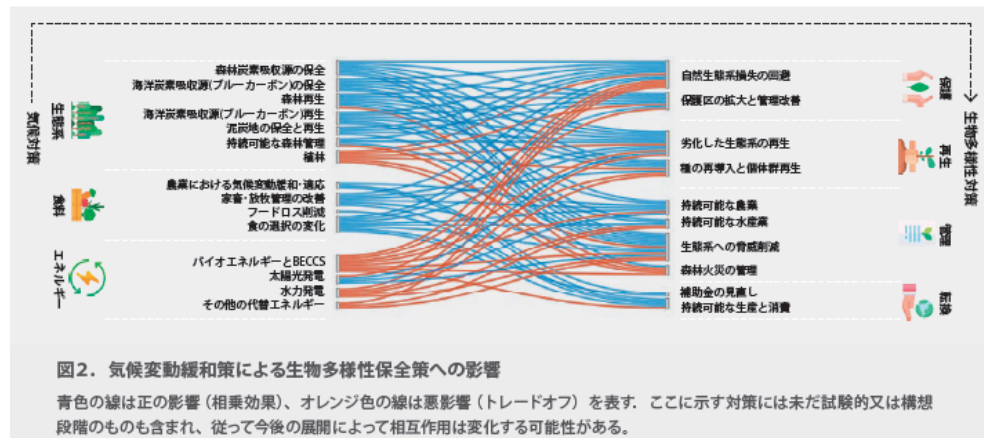 気候対策
生態系
森林炭素吸収源の保全
海洋炭素吸収源(ブルーカーボン)の保全
森林再生
海洋炭素吸収源(ブルーカーボン)再生
泥炭地の保全と再生
持続可能な森林管理
植林
食料
農業における気候変動緩和・適応
家畜・放牧管理の改善
フードロス削減
食の選択の変化
エネルギー
バイオエネルギーとBECCS
太陽光発電
水力発電
その他の代替エネルギー
自然生態系損失の回避
保護区の拡大と管理改善
保護
劣化した生態系の再生
種の再導入と個体群再生
再生
持続可能な農業
持続可能な水産業
生態系への脅威削減
森林火災の管理
管理
補助金の見直し
持続可能な生産と消費
転換
生物多様性対策
図2. 気候変動緩和策による生物多様性保全策への影響
青色の線は正の影響(相乗効果)、オレンジ色の線は悪影響(トレードオフ)を表す. ここに示す対策には未だ試験的又は構想
段階のものも含まれ、従って今後の展開によって相互作用は変化する可能性がある。